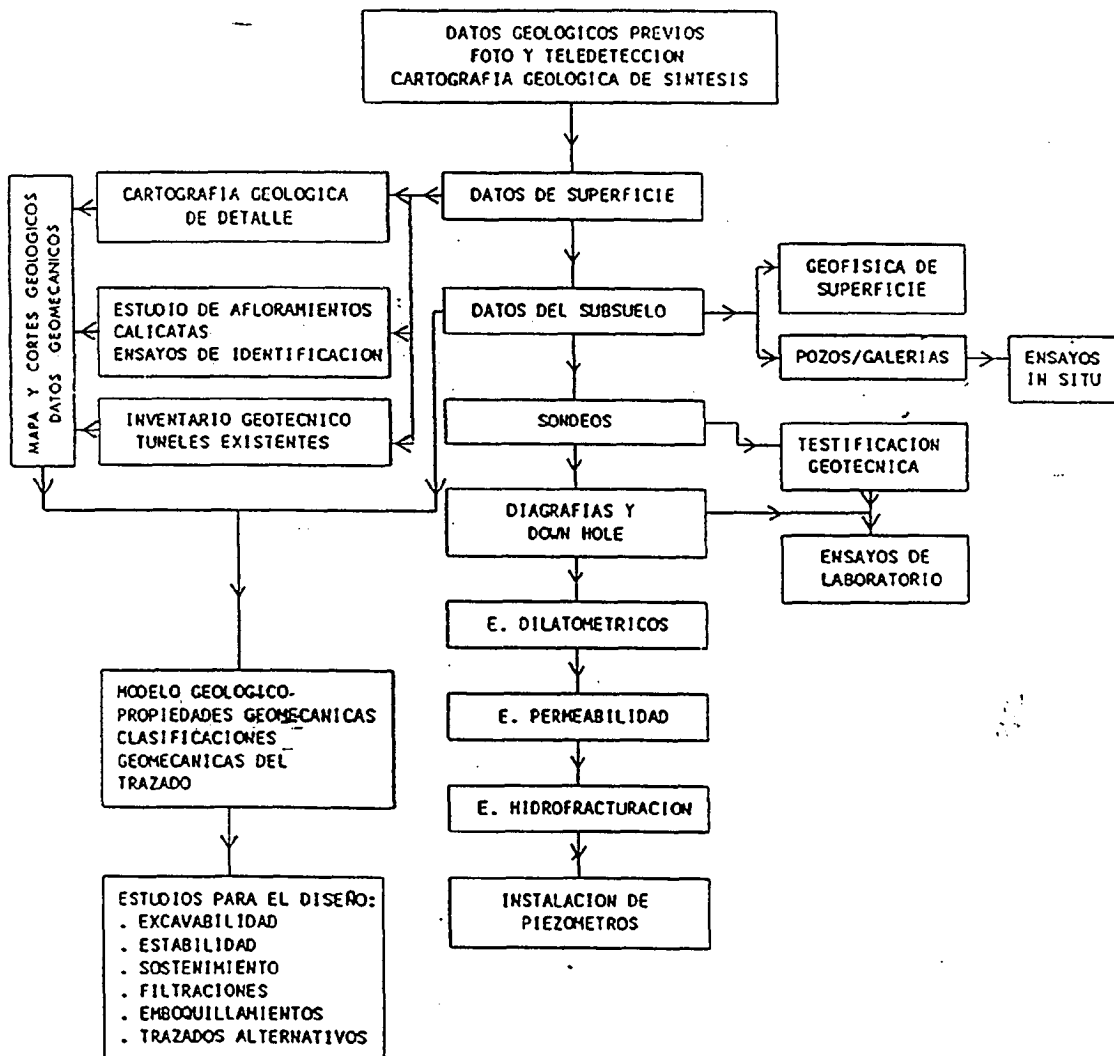 DATOS GEOLOGICOS PREVIOS
FOTO Y TELEDETECCION
CARTOGRAFIA GEOLOGICA DE SINTESIS
DATOS DE SUPERFICIE
CARTOGRAFIA GEOLOGICA
DE DETALLE
ESTUDIO DE AFLORAMIENTOS
CALICATAS
ENSAYOS DE IDENTIFICACION
INVENTARIO GEOTECNICO
TUNELES EXISTENTES
MAPA Y CORTES GEOLOGICOS
DATOS GEOMECANICOS
DATOS DEL SUBSUELO
GEOFISICA DE
SUPERFICIE
POZOS/GALERIAS
ENSAYOS
IN SITU
SONDEOS
TESTIFICACION
GEOTECNICA
DIAGRAFIAS Y
DOWN HOLE
ENSAYOS DE
LABORATORIO
E. DILATOMETRICOS
E. PERMEABILIDAD
E. HIDROFRACTURACION
INSTALACION DE
PIEZOMETROS
MODELO GEOLOGICO-
PROPIEDADES GEOMECANICAS
CLASIFICACIONES
GEOMECANICAS DEL
TRAZADO
ESTUDIOS PARA EL DISEÑO:
. EXCAVABILIDAD
. ESTABILIDAD
. SOSTENIMIENTO
. FILTRACIONES
. EMBOQUILLAMIENTOS
. TRAZADOS ALTERNATIVOS